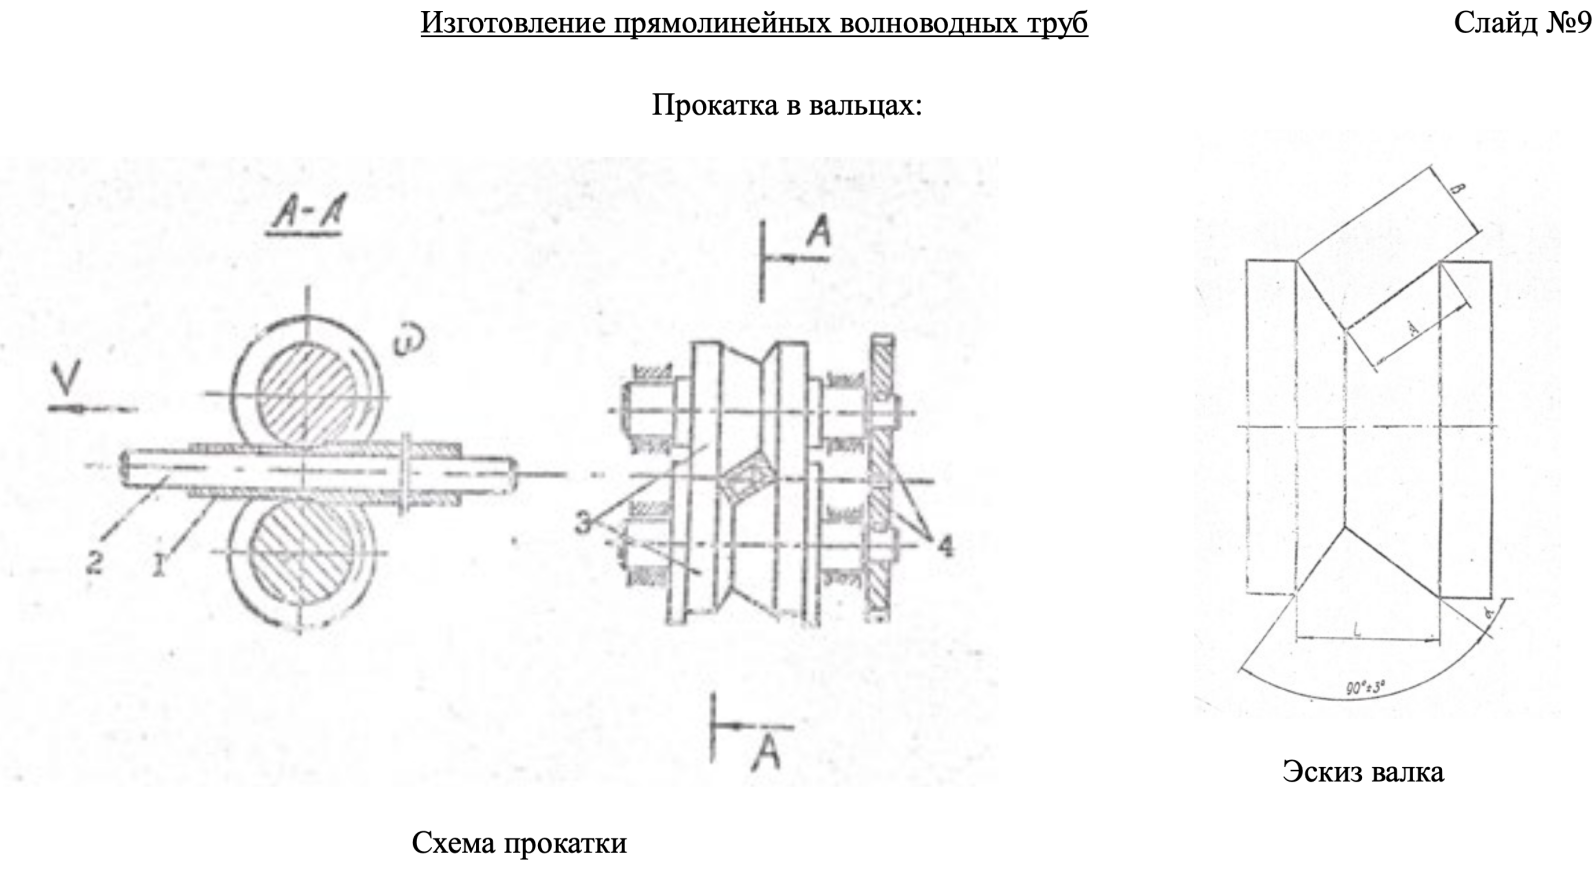 Изготовление прямолинейных волноводных труб
Слайд №9
Прокатка в вальцах:
А-А
А
ω
V
3
2
1
4
А
B
A
L
α
90°±3°
Эскиз валка
Схема прокатки